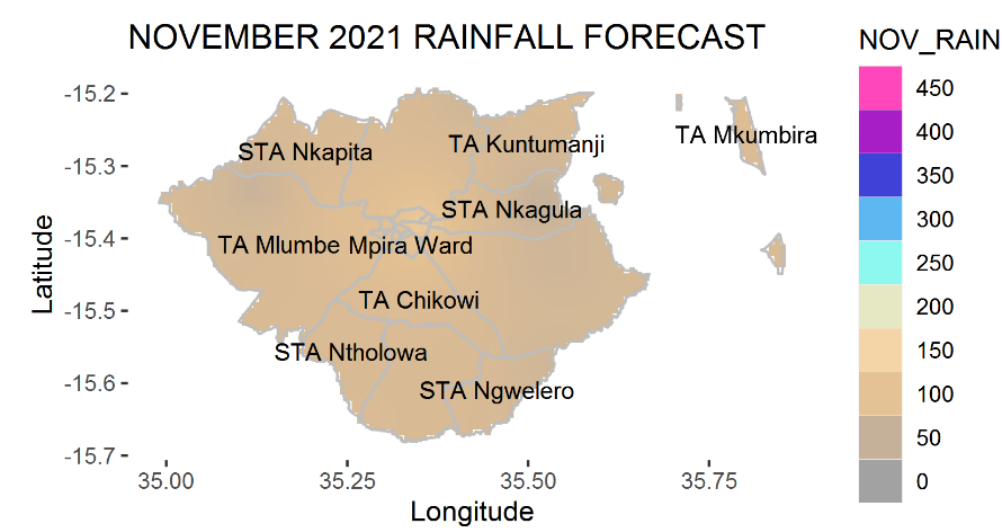 NOVEMBER 2021 RAINFALL FORECAST
NOV_RAIN
450
400
350
300
250
200
150
100
50
0
Latitude
-15.2
-15.3
-15.4
-15.5
-15.6
-15.7
STA Nkapita
TA Kuntumanji
TA Mkumbira
STA Nkagula
TA Mlumbe
Mpira Ward
TA Chikowi
STA Ntholowa
STA Ngwelero
35.00
35.25
35.50
35.75
Longitude